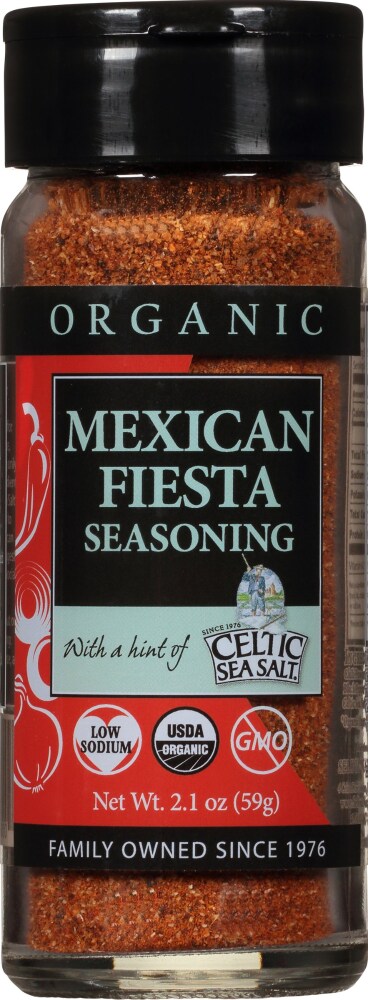 ORGANIC
MEXICAN
FIESTA
SEASONING
With a hint of
SINCE 1976
CELTIC
SEA SALT.
LOW
SODIUM
USDA
ORGANIC
GMO
Net Wt. 2.1 oz (59g)
FAMILY OWNED SINCE 1976